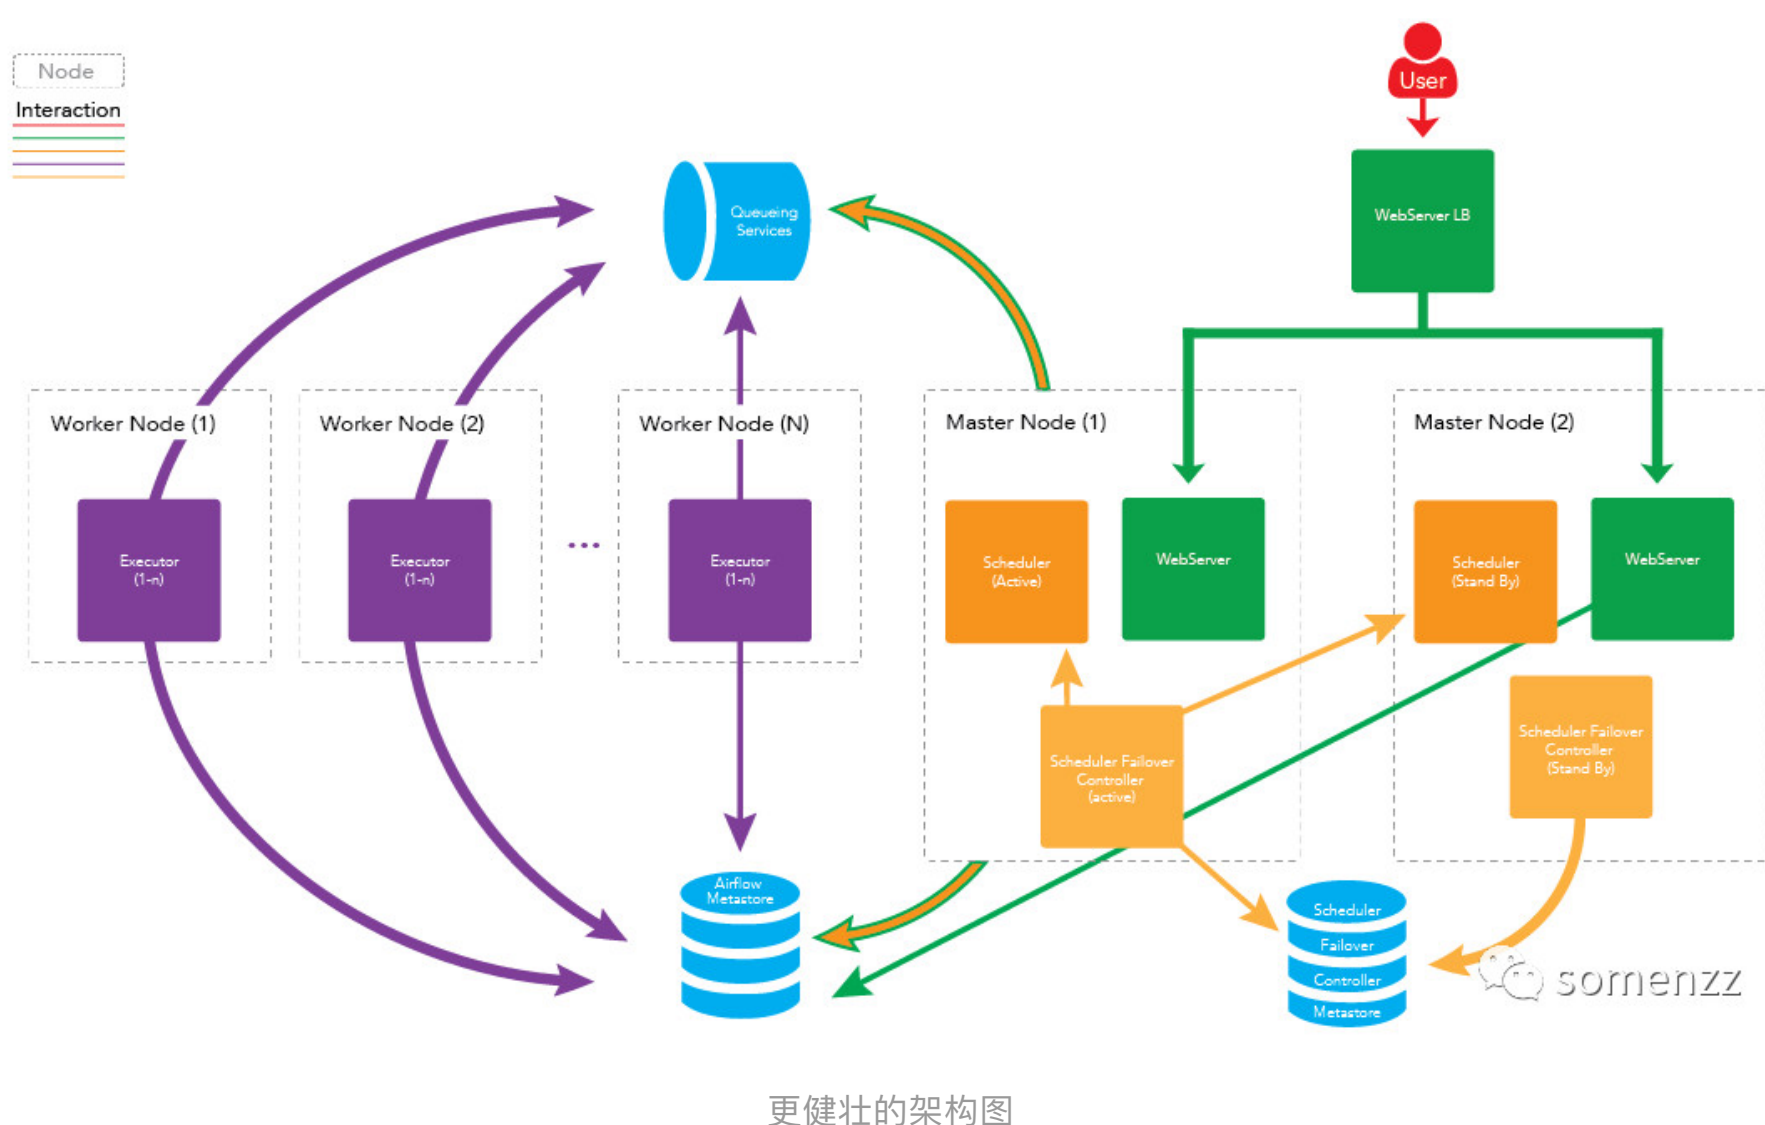 Node
Interaction
User
WebServer LB
Queueing
Services
Worker Node (1)
Worker Node (2)
Worker Node (N)
Master Node (1)
Master Node (2)
Executor
(1-n)
Executor
(1-n)
...
Executor
(1-n)
Scheduler
(Active)
WebServer
Scheduler
(Stand By)
WebServer
Scheduler Failover
Controller
(active)
Scheduler Failover
Controller
(Stand By)
Airflow
Metastore
Scheduler
Failover
Controller
Metastore
somenzz
更健壮的架构图